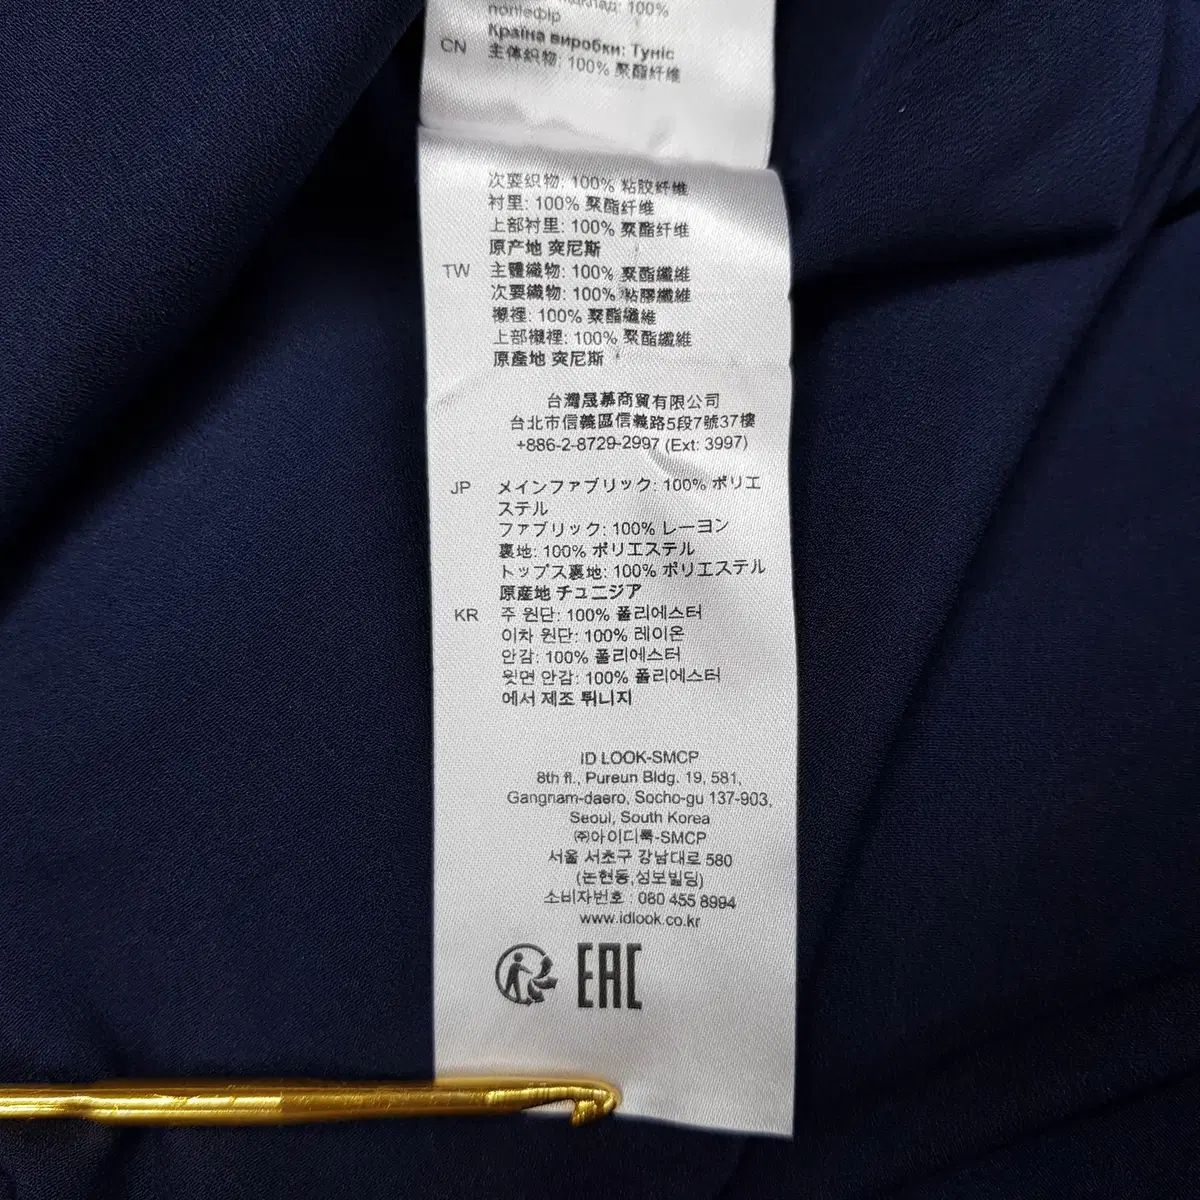 клад: 100%
поліефір
Країна виробки: Туніс
CN 主体织物: 100% 聚酯纤维
次要织物: 100% 粘胶纤维
衬里: 100% 聚酯纤维
上部衬里: 100% 聚酯纤维
原产地 突尼斯
TW 主體織物: 100% 聚酯纖維
次要織物: 100% 粘膠纖維
襯裡: 100% 聚酯纖維
上部襯裡: 100% 聚酯纖維
原產地 突尼斯
台灣晟慕商貿有限公司
台北市信義區信義路5段7號37樓
+886-2-8729-2997 (Ext: 3997)
JP メインファブリック: 100% ポリエ
ステル
ファブリック: 100% レーヨン
裏地: 100% ポリエステル
トップス裏地: 100% ポリエステル
原産地 チュニジア
KR 주 원단: 100% 폴리에스터
이차 원단: 100% 레이온
안감: 100% 폴리에스터
윗면 안감: 100% 폴리에스터
에서 제조 튀니지
ID LOOK-SMCP
8th fl., Pureun Bldg. 19, 581,
Gangnam-daero, Socho-gu 137-903,
Seoul, South Korea
㈜아이디룩-SMCP
서울 서초구 강남대로 580
(논현동,성보빌딩)
소비자번호 : 080 455 8994
www.idlook.co.kr
EAC